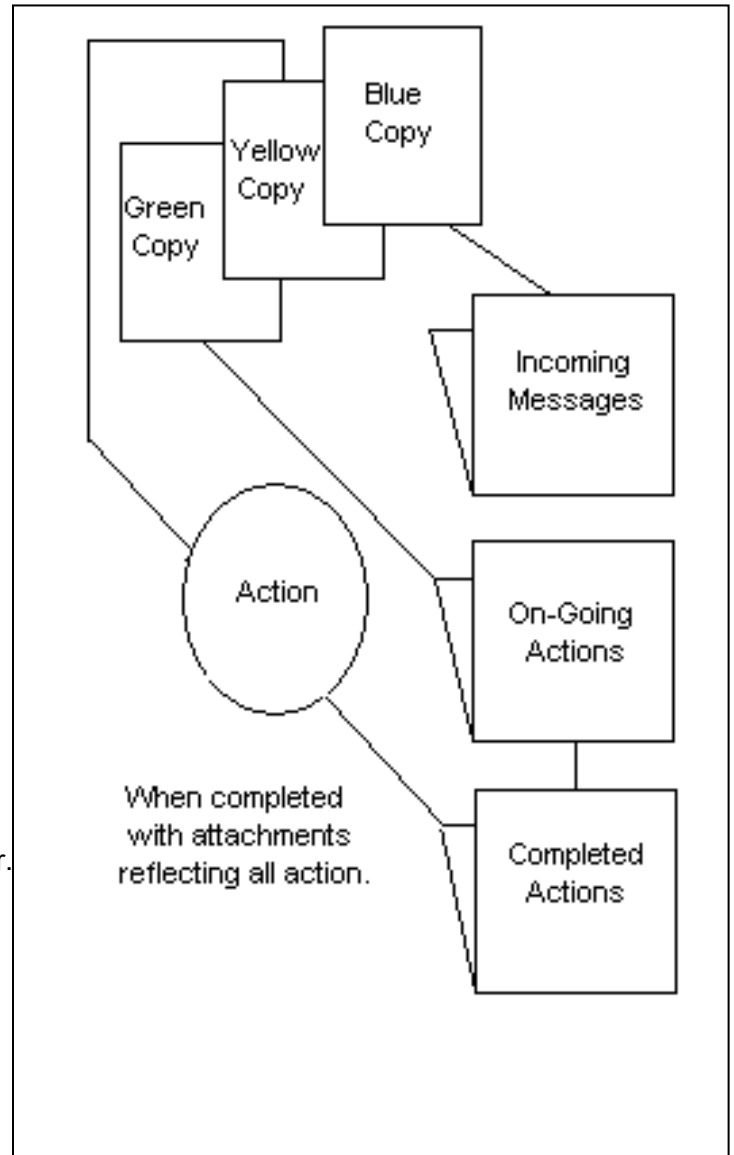 Blue
Copy
Yellow
Copy
Green
Copy
Incoming
Messages
Action
On-Going
Actions
When completed
with attachments
reflecting all action.
Completed
Actions
r.